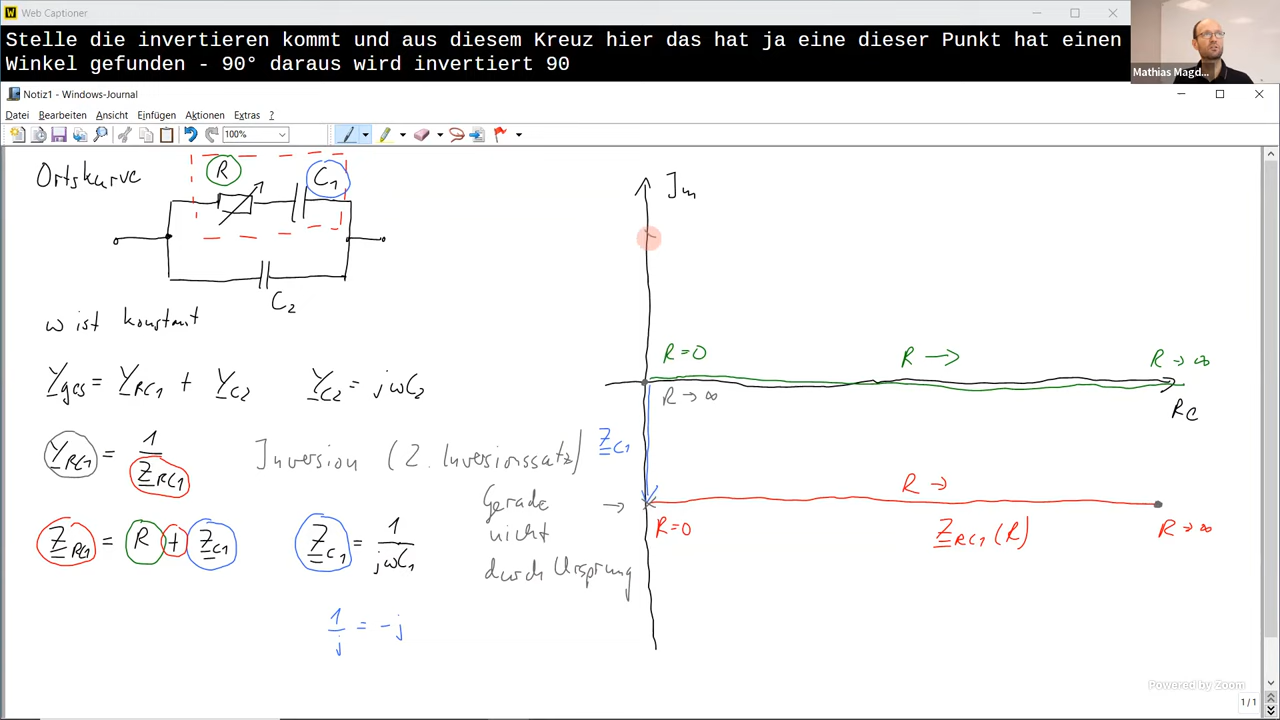 Web Captioner
Stelle die invertieren kommt und aus diesem Kreuz hier das hat ja eine dieser Punkt hat einen
Winkel gefunden - 90° daraus wird invertiert 90
Mathias Magd...
Notiz1 - Windows-Journal
Datei Bearbeiten Ansicht Einfügen Aktionen Extras ?
100%
Ortskurve
R
C1
C2
ω ist konstant
Yges = YRC1 + YC2 YC2 = jωC2
YRC1 = 1/ZRC1 Inversion (2. Inversionssatz)
Gerade →
nicht
durch Ursprung
ZRC1 = R + ZC1 ZC1 = 1/jωC1
1/j = -j
Im
R=0 R → R→∞
R→∞
Re
ZC1
R →
R=0 ZRC1(R) R→∞
Powered by Zoom
1/1